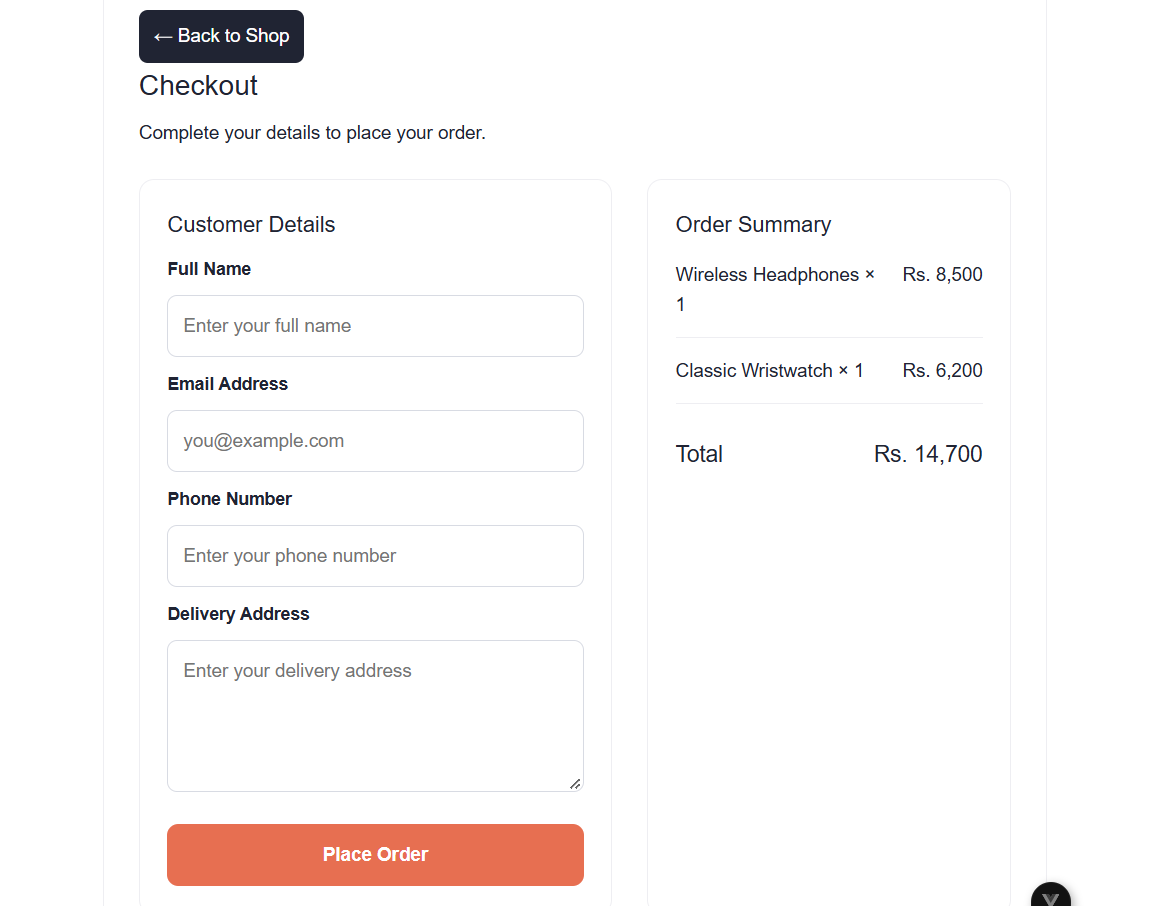 ← Back to Shop
Checkout
Complete your details to place your order.
Customer Details
Full Name
Enter your full name
Email Address
you@example.com
Phone Number
Enter your phone number
Delivery Address
Enter your delivery address
Place Order
Order Summary
Wireless Headphones × Rs. 8,500
1
Classic Wristwatch × 1 Rs. 6,200
Total Rs. 14,700